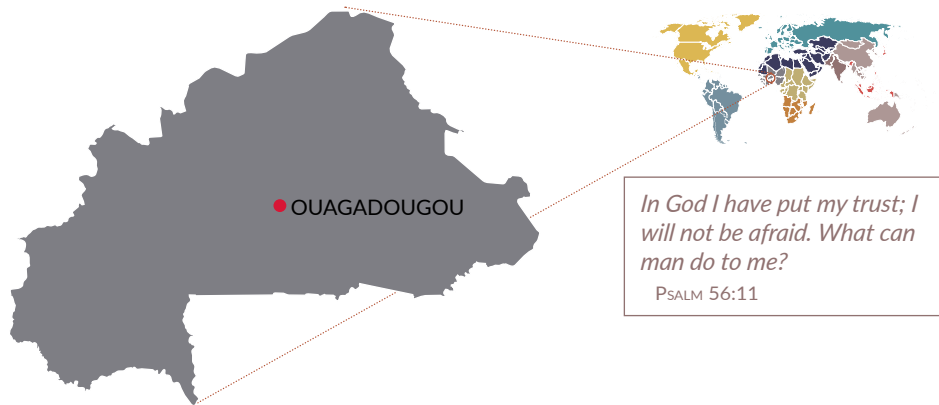 OUAGADOUGOU
In God I have put my trust; I
will not be afraid. What can
man do to me?
Psalm 56:11